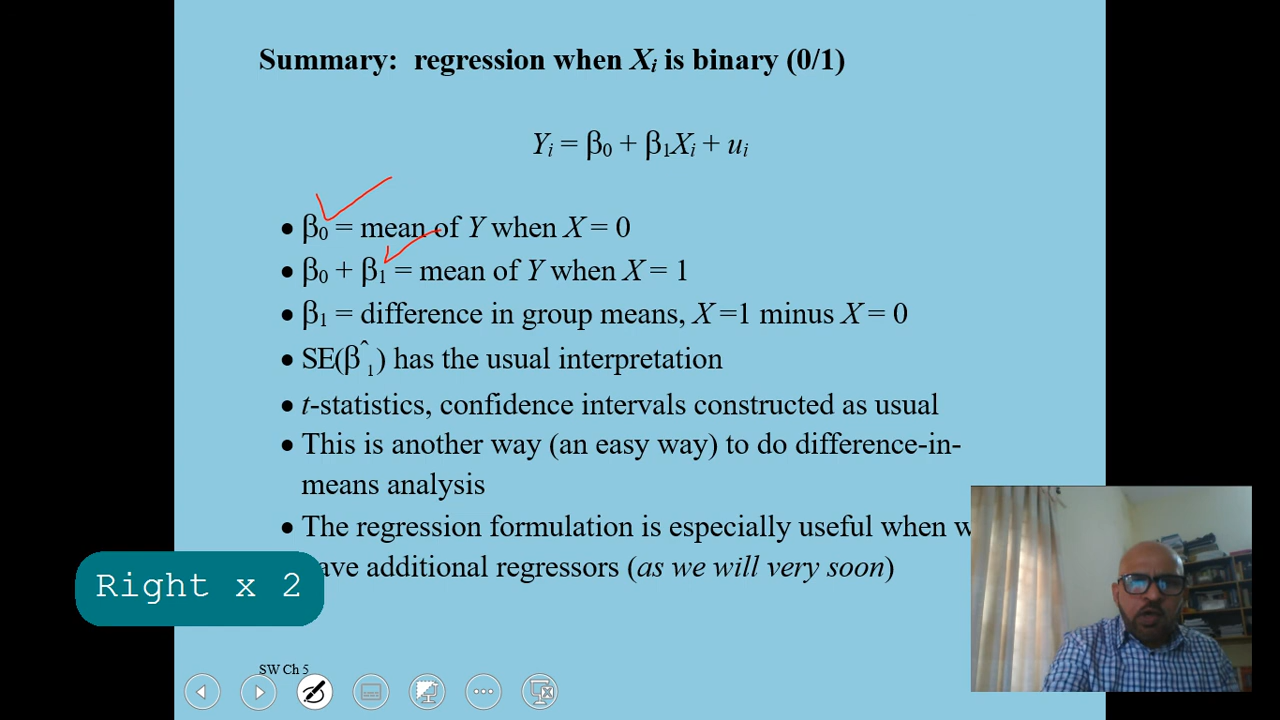 Summary: regression when Xi is binary (0/1)
Yi = β0 + β1Xi + ui
• β0 = mean of Y when X = 0
• β0 + β1 = mean of Y when X = 1
• β1 = difference in group means, X =1 minus X = 0
• SE(β̂1) has the usual interpretation
• t-statistics, confidence intervals constructed as usual
• This is another way (an easy way) to do difference-in-
means analysis
• The regression formulation is especially useful when
additional regressors (as we will very soon)
Right x 2
SW Ch 5